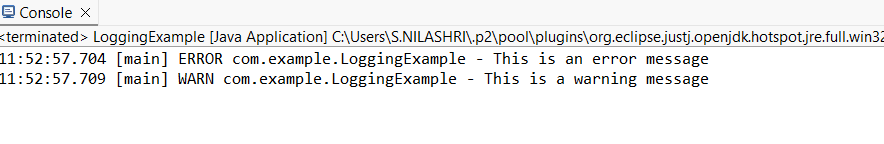 Console
<terminated> LoggingExample [Java Application] C:\Users\S.NILASHRI\.p2\pool\plugins\org.eclipse.justj.openjdk.hotspot.jre.full.win32
11:52:57.704 [main] ERROR com.example.LoggingExample - This is an error message
11:52:57.709 [main] WARN com.example.LoggingExample - This is a warning message